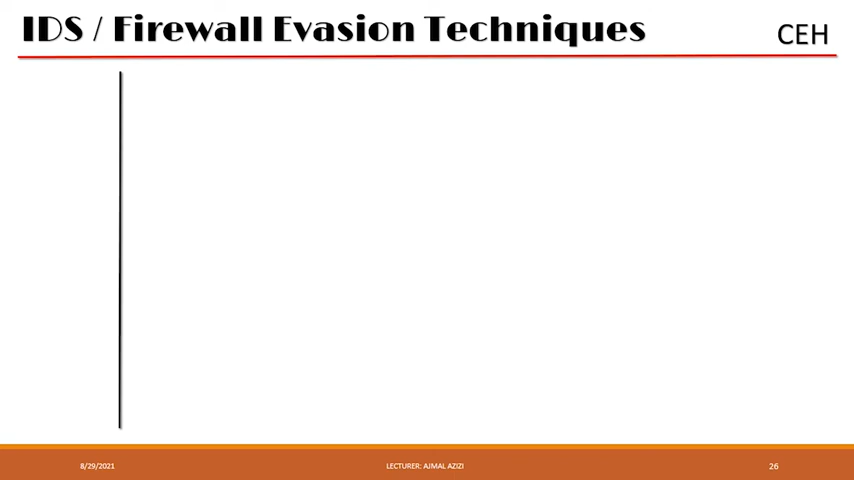 IDS / Firewall Evasion Techniques
CEH
8/29/2021
LECTURER: AJMAL AZIZI
26